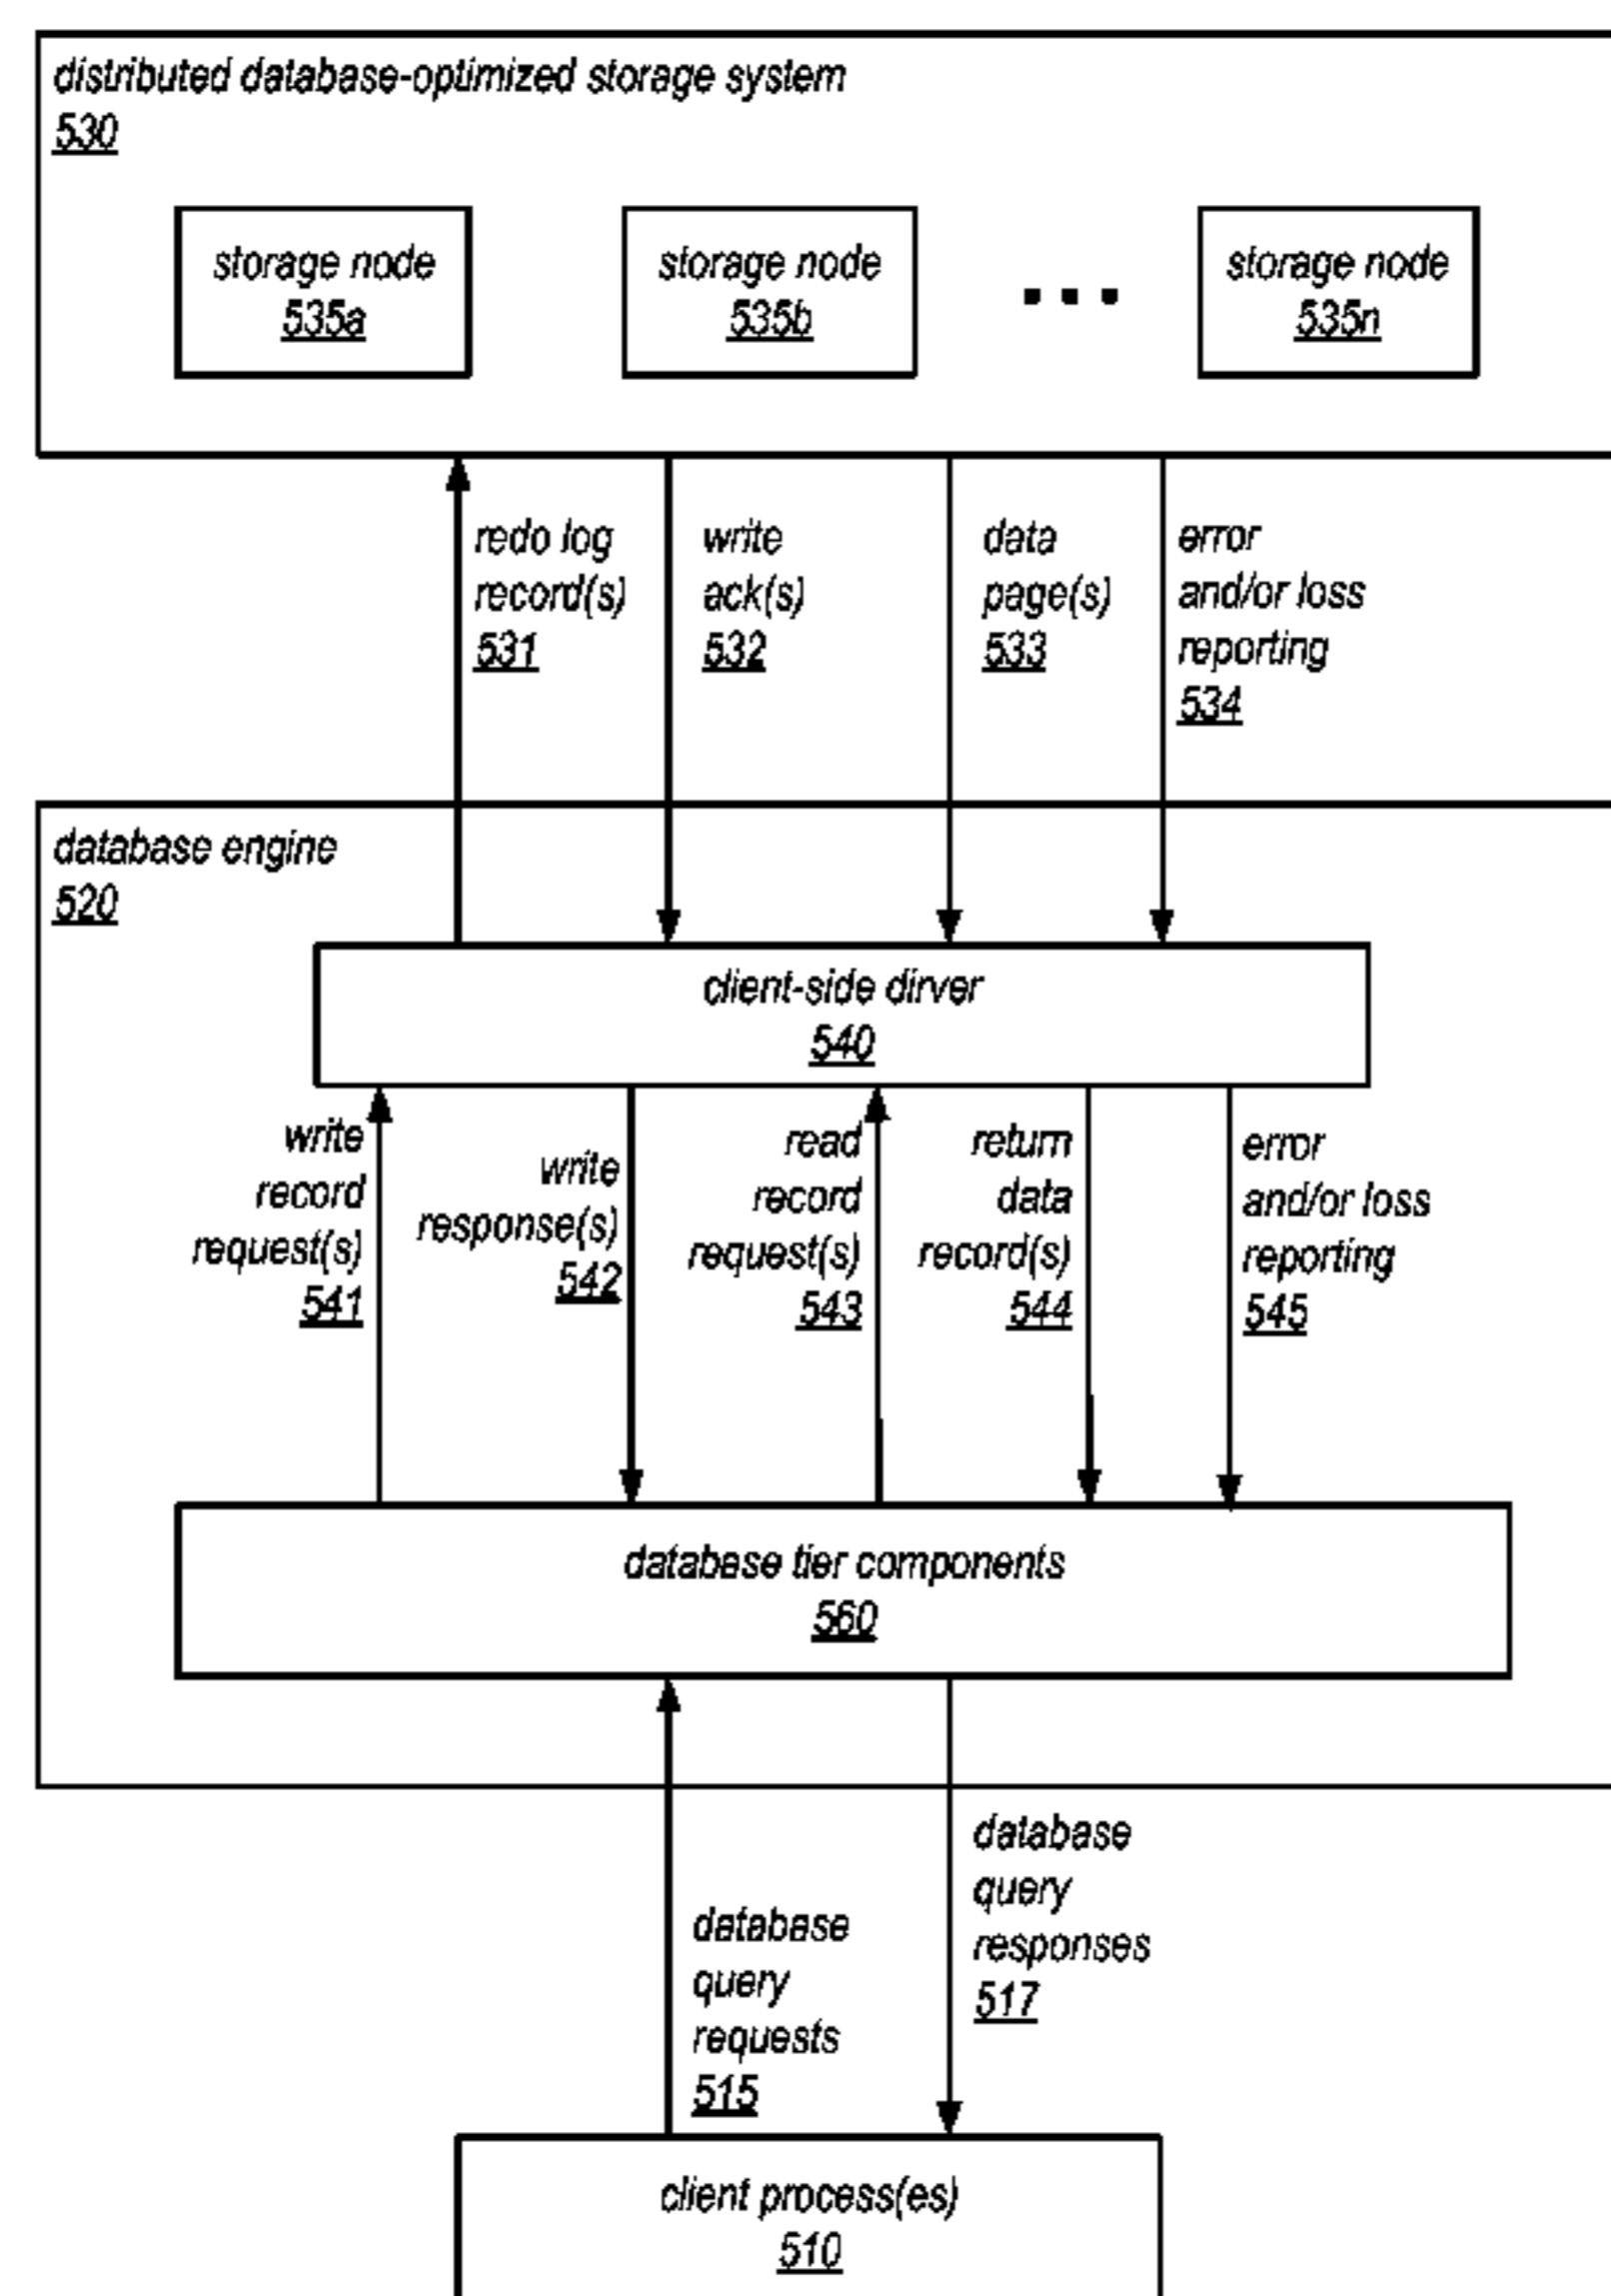 distributed database-optimized storage system
530
storage node
535a
storage node
535b
storage node
535n
redo log
record(s)
531
write
ack(s)
532
data
page(s)
533
error
and/or loss
reporting
534
database engine
520
client-side dirver
540
write
record
request(s)
541
write
response(s)
542
read
record
request(s)
543
return
data
record(s)
544
error
and/or loss
reporting
545
database tier components
560
database
query
requests
515
database
query
responses
517
client process(es)
510